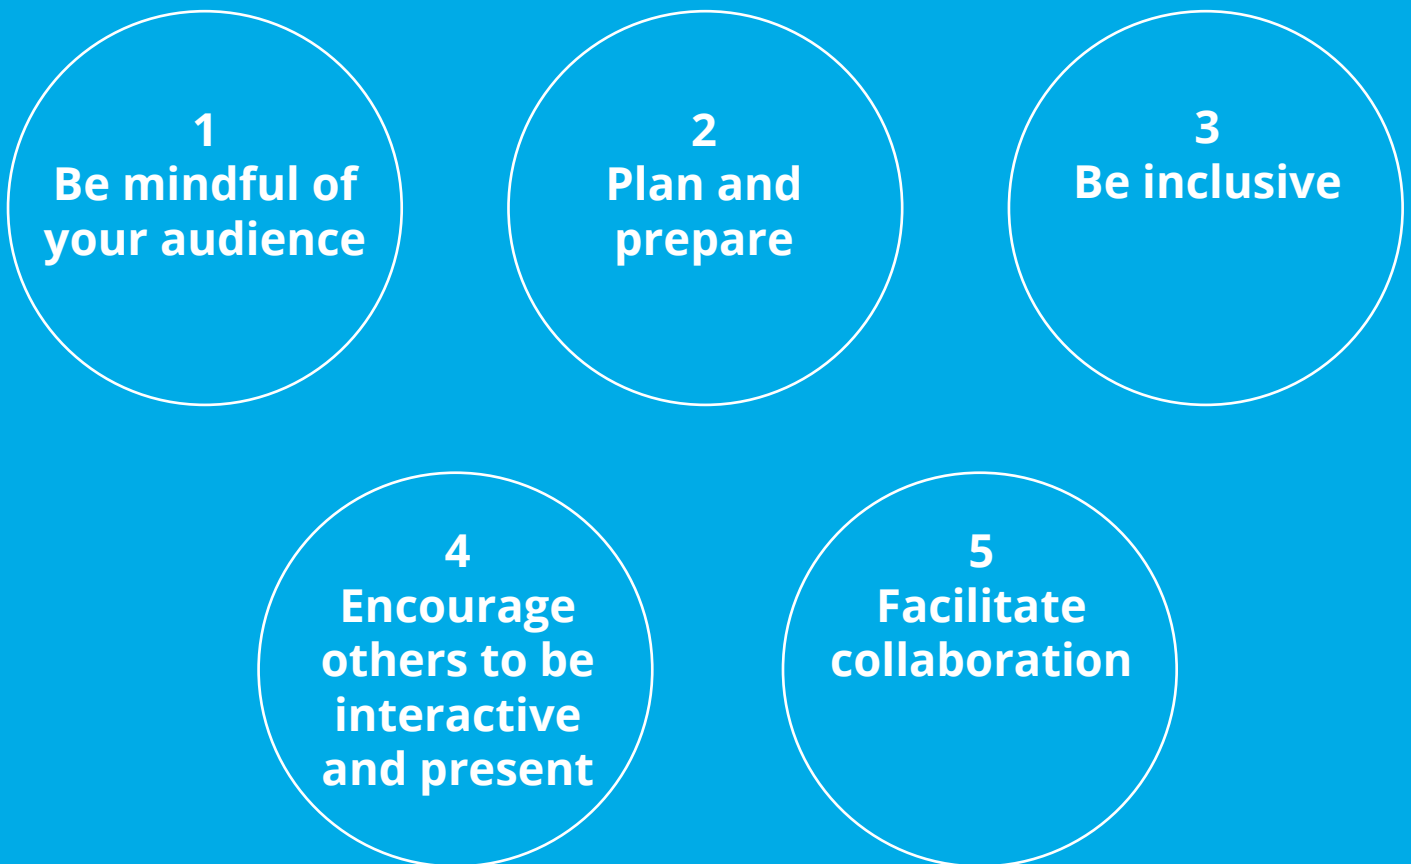 1
Be mindful of
your audience
2
Plan and
prepare
3
Be inclusive
4
Encourage
others to be
interactive
and present
5
Facilitate
collaboration